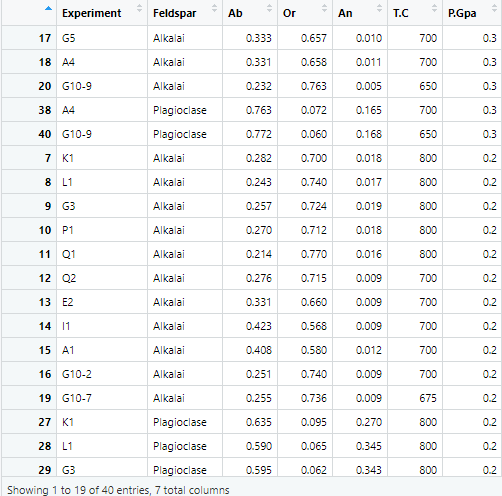 Experiment Feldspar Ab Or An T.C P.Gpa
17 G5 Alkalai 0.333 0.657 0.010 700 0.3
18 A4 Alkalai 0.331 0.658 0.011 700 0.3
20 G10-9 Alkalai 0.232 0.763 0.005 650 0.3
38 A4 Plagioclase 0.763 0.072 0.165 700 0.3
40 G10-9 Plagioclase 0.772 0.060 0.168 650 0.3
7 K1 Alkalai 0.282 0.700 0.018 800 0.2
8 L1 Alkalai 0.243 0.740 0.017 800 0.2
9 G3 Alkalai 0.257 0.724 0.019 800 0.2
10 P1 Alkalai 0.270 0.712 0.018 800 0.2
11 Q1 Alkalai 0.214 0.770 0.016 800 0.2
12 Q2 Alkalai 0.276 0.715 0.009 700 0.2
13 E2 Alkalai 0.331 0.660 0.009 700 0.2
14 I1 Alkalai 0.423 0.568 0.009 700 0.2
15 A1 Alkalai 0.408 0.580 0.012 700 0.2
16 G10-2 Alkalai 0.251 0.740 0.009 700 0.2
19 G10-7 Alkalai 0.255 0.736 0.009 675 0.2
27 K1 Plagioclase 0.635 0.095 0.270 800 0.2
28 L1 Plagioclase 0.590 0.065 0.345 800 0.2
29 G3 Plagioclase 0.595 0.062 0.343 800 0.2
Showing 1 to 19 of 40 entries, 7 total columns